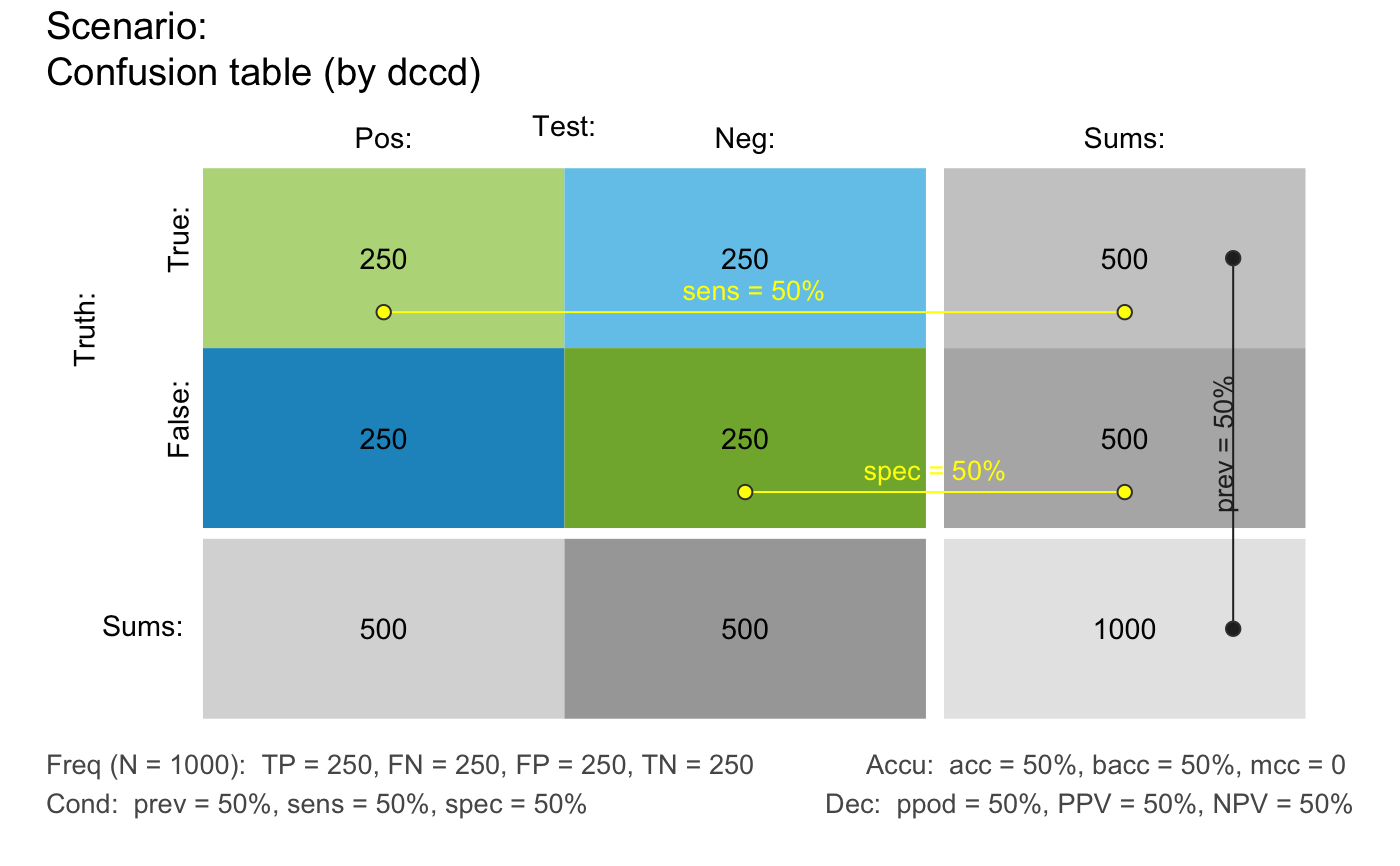 Scenario:
Confusion table (by dccd)
Test:
Pos: Neg: Sums:
Truth:
True:
250 250 500
sens = 50%
False:
250 250 500
spec = 50%
prev = 50%
Sums:
500 500 1000
Freq (N = 1000):  TP = 250, FN = 250, FP = 250, TN = 250
Accu:  acc = 50%, bacc = 50%, mcc = 0
Cond:  prev = 50%, sens = 50%, spec = 50%
Dec:  ppod = 50%, PPV = 50%, NPV = 50%